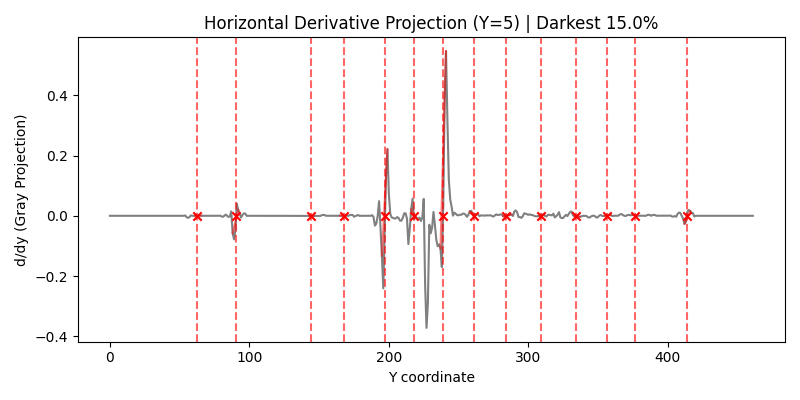 Horizontal Derivative Projection (Y=5) | Darkest 15.0%
d/dy (Gray Projection)
0.4
0.2
0.0
−0.2
−0.4
0 100 200 300 400
Y coordinate